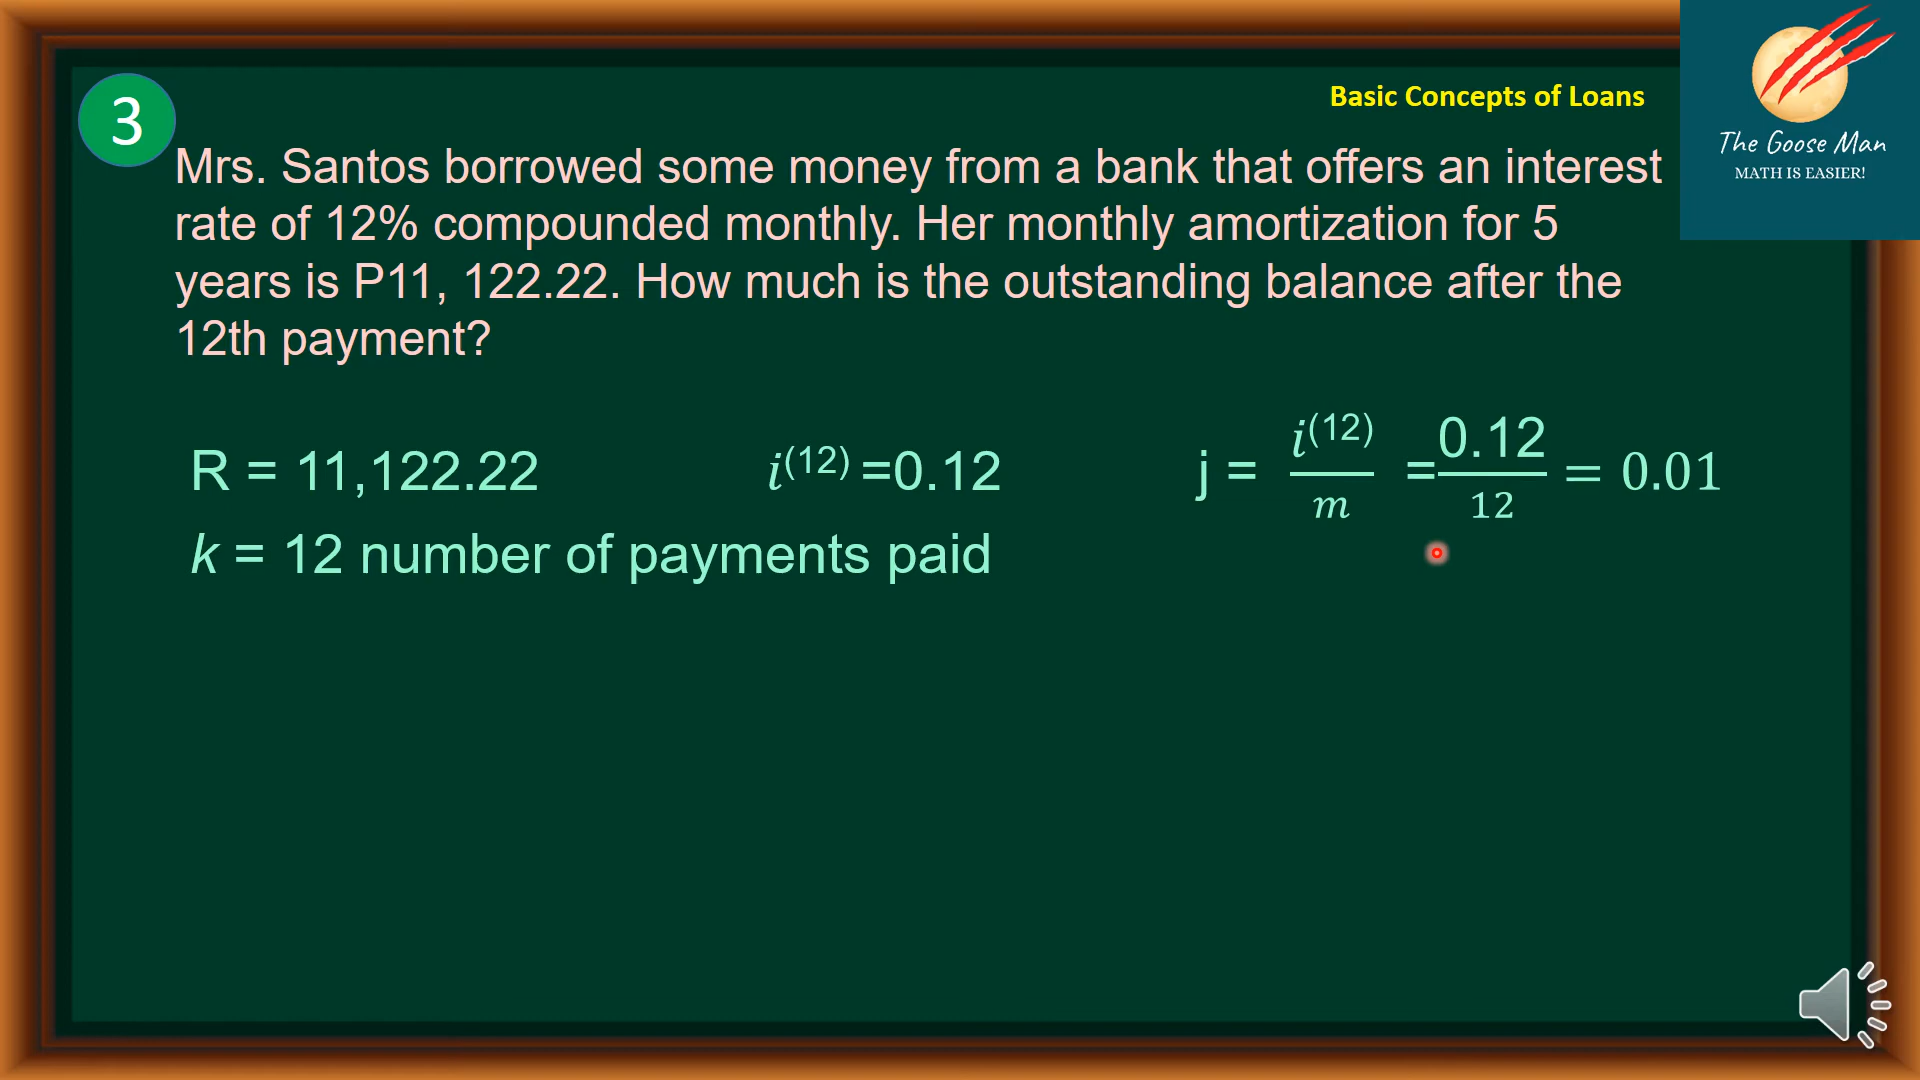 3
Basic Concepts of Loans
The Goose Man
MATH IS EASIER!
Mrs. Santos borrowed some money from a bank that offers an interest
rate of 12% compounded monthly. Her monthly amortization for 5
years is P11, 122.22. How much is the outstanding balance after the
12th payment?
R = 11,122.22 i^(12) =0.12 j = i^(12)/m =0.12/12 = 0.01
k = 12 number of payments paid